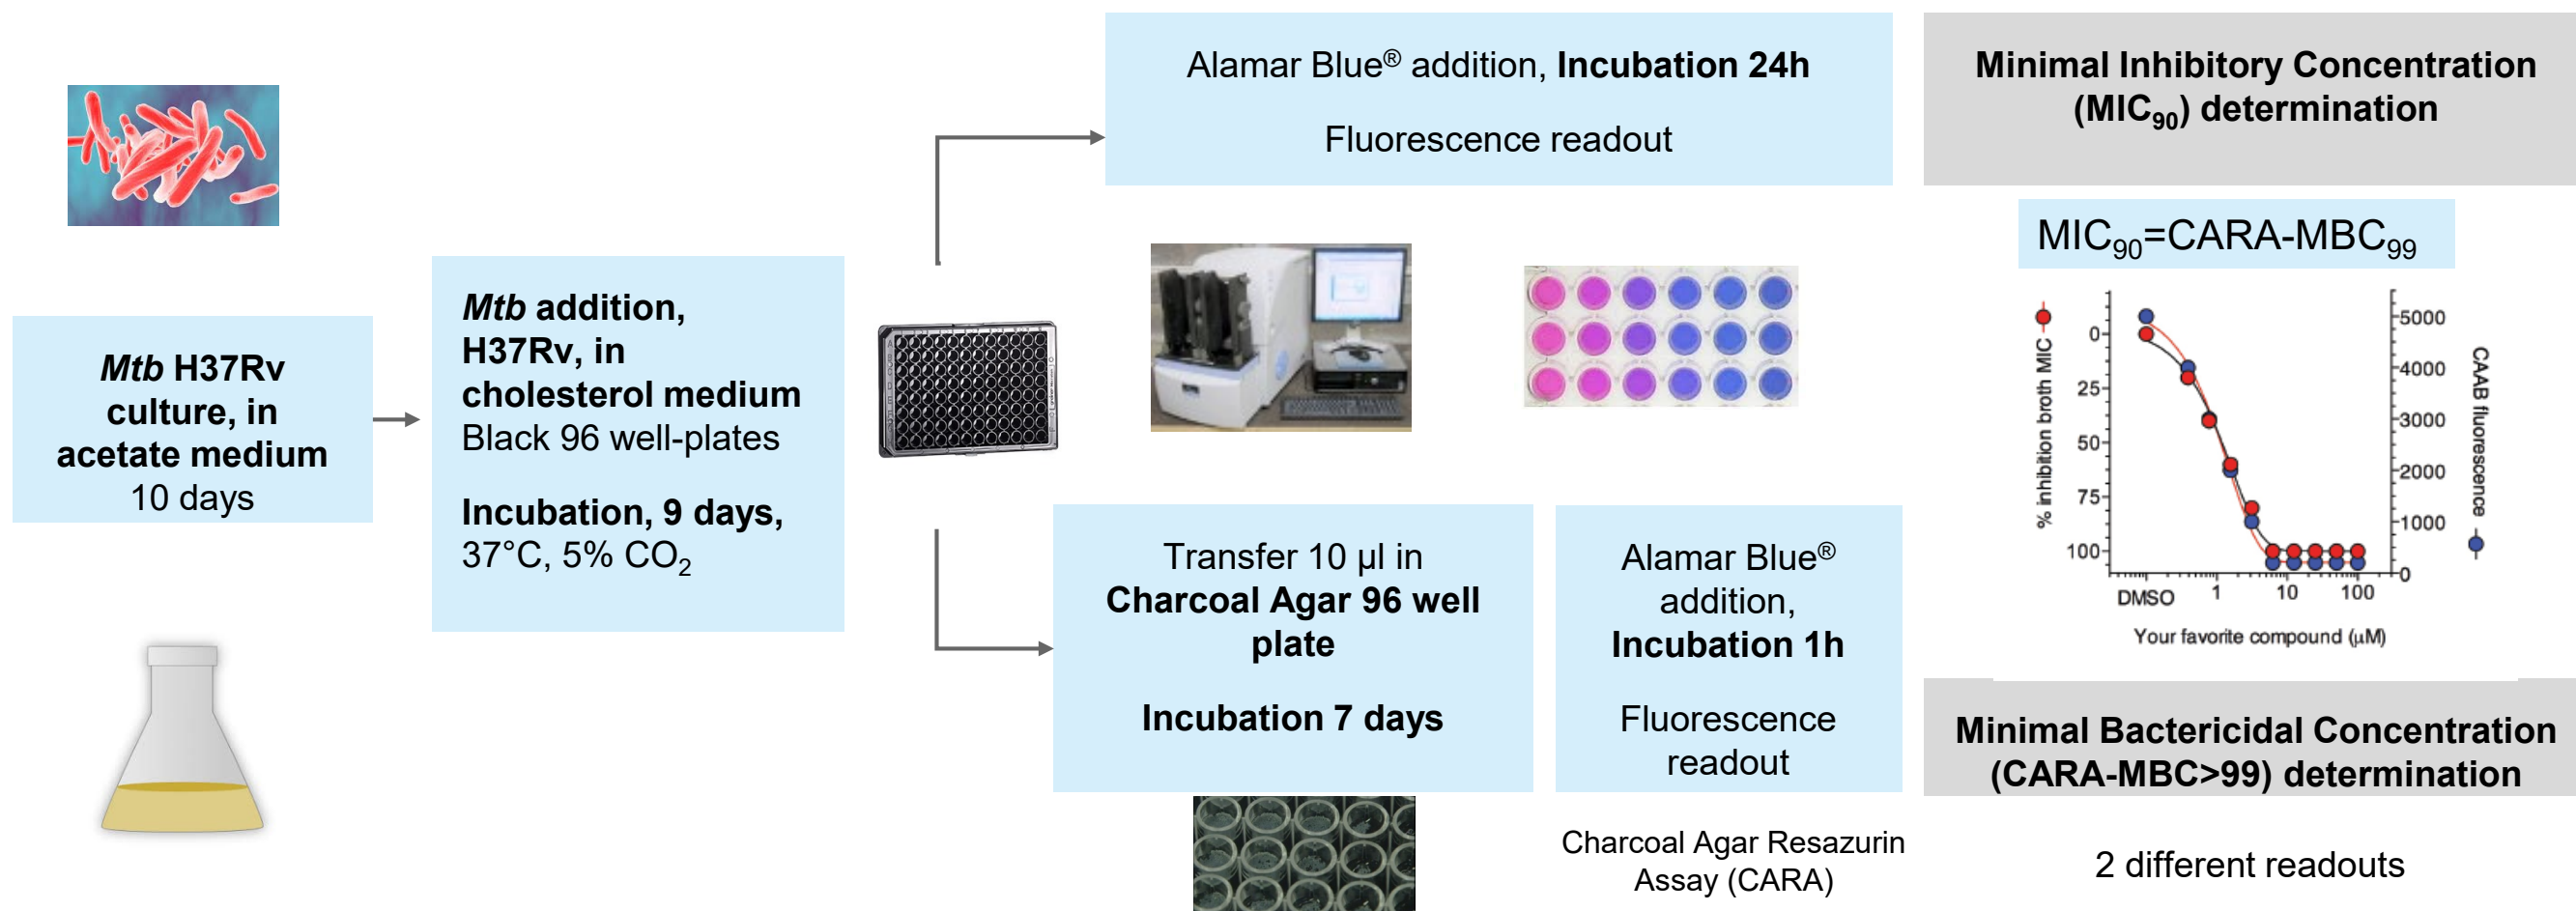 Mtb H37Rv
culture, in
acetate medium
10 days
Mtb addition,
H37Rv, in
cholesterol medium
Black 96 well-plates
Incubation, 9 days,
37°C, 5% CO₂
Alamar Blue® addition, Incubation 24h
Fluorescence readout
Transfer 10 µl in
Charcoal Agar 96 well
plate
Incubation 7 days
Alamar Blue®
addition,
Incubation 1h
Fluorescence
readout
Charcoal Agar Resazurin
Assay (CARA)
Minimal Inhibitory Concentration
(MIC₉₀) determination
MIC₉₀=CARA-MBC₉₉
% inhibition broth MIC
0
25
50
75
100
5000
4000
3000
2000
1000
0
CAAB fluorescence
DMSO
1
10
100
Your favorite compound (µM)
Minimal Bactericidal Concentration
(CARA-MBC>99) determination
2 different readouts